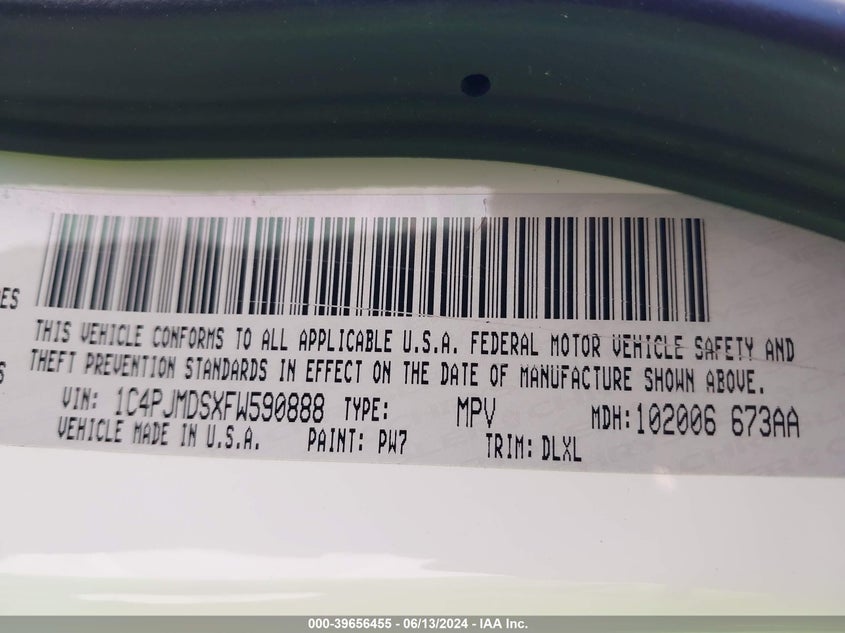 ES
THIS VEHICLE CONFORMS TO ALL APPLICABLE U.S.A. FEDERAL MOTOR VEHICLE SAFETY AND
S
THEFT PREVENTION STANDARDS IN EFFECT ON THE DATE OF MANUFACTURE SHOWN ABOVE.
VIN: 1C4PJMDSXFW590888 TYPE: MPV MDH:102006 673AA
VEHICLE MADE IN U.S.A. PAINT: PW7 TRIM: DLXL
000-39656455 - 06/13/2024 - IAA Inc.